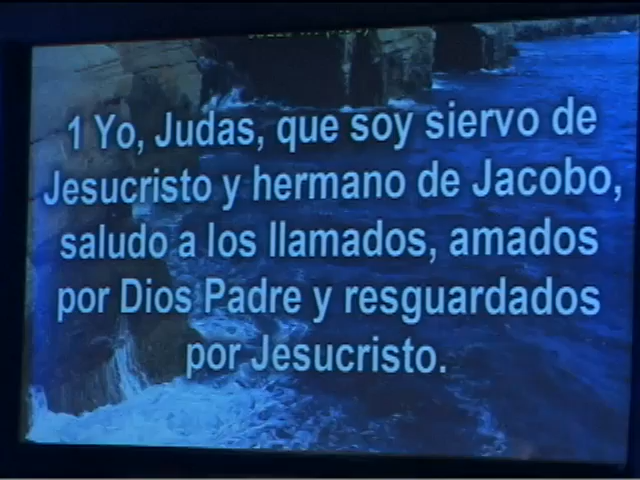 1 Yo, Judas, que soy siervo de
Jesucristo y hermano de Jacobo,
saludo a los llamados, amados
por Dios Padre y resguardados
por Jesucristo.